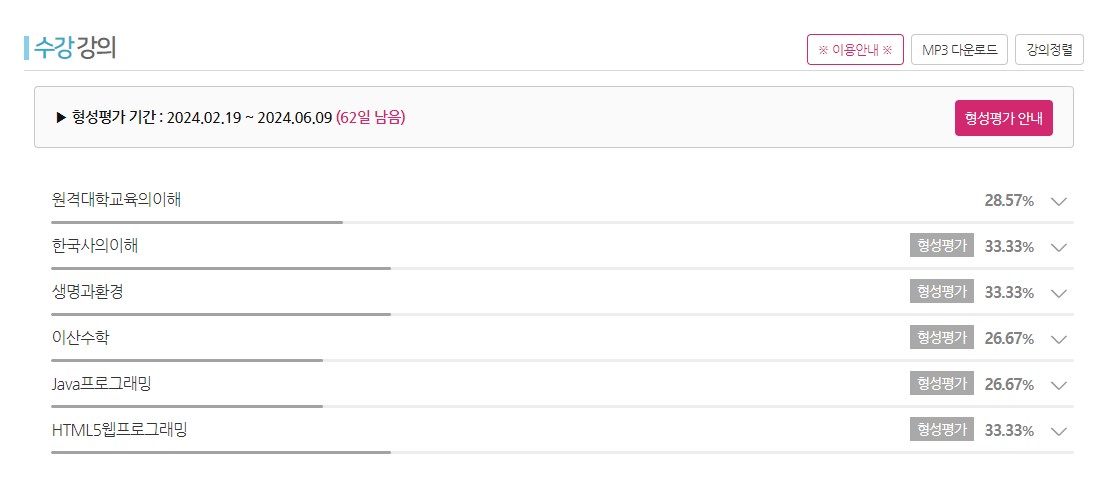 수강 강의
※ 이용안내 ※ MP3 다운로드 강의정렬
▶ 형성평가 기간 : 2024.02.19 ~ 2024.06.09 (62일 남음) 형성평가 안내
원격대학교육의이해 28.57%
한국사의이해 형성평가 33.33%
생명과환경 형성평가 33.33%
이산수학 형성평가 26.67%
Java프로그래밍 형성평가 26.67%
HTML5웹프로그래밍 형성평가 33.33%